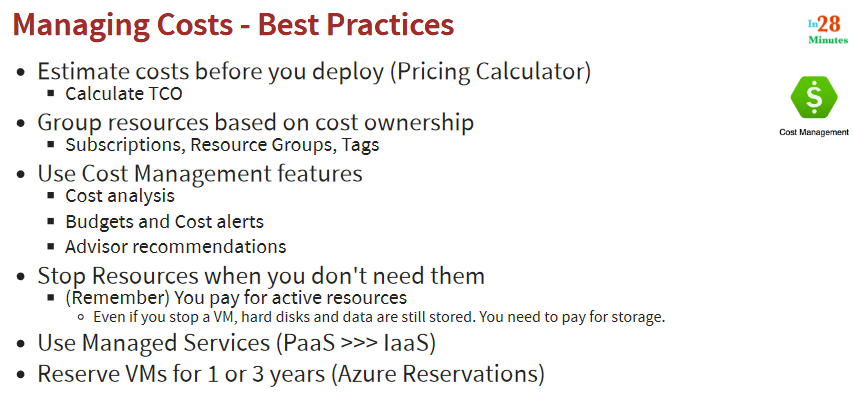 Managing Costs - Best Practices
In28
Minutes
Estimate costs before you deploy (Pricing Calculator)
Calculate TCO
$
Cost Management
Group resources based on cost ownership
Subscriptions, Resource Groups, Tags
Use Cost Management features
Cost analysis
Budgets and Cost alerts
Advisor recommendations
Stop Resources when you don't need them
(Remember) You pay for active resources
Even if you stop a VM, hard disks and data are still stored. You need to pay for storage.
Use Managed Services (PaaS >>> IaaS)
Reserve VMs for 1 or 3 years (Azure Reservations)